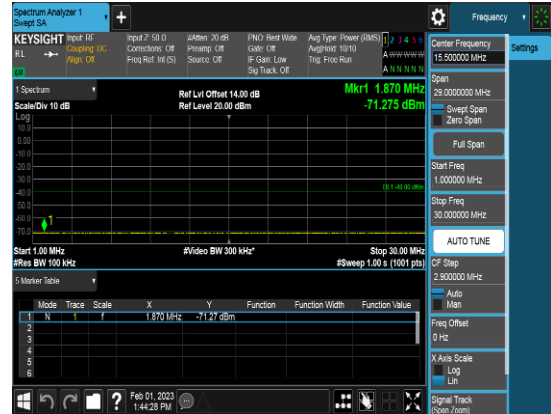 Spectrum Analyzer 1
Swept SA
+
Frequency
KEYSIGHT
RL
Input: RF
Coupling: DC
Align: Off
Input Z: 50 Ω
Corrections: Off
Freq Ref: Int (S)
#Atten: 20 dB
Preamp: Off
Source: Off
PNO: Best Wide
Gate: Off
IF Gain: Low
Sig Track: Off
Avg Type: Power (RMS)
Avg|Hold: 10/10
Trig: Free Run
1 2 3 4 5 6
A W W W W W
A N N N N N
1 Spectrum
Scale/Div 10 dB
Ref Lvl Offset 14.00 dB
Ref Level 20.00 dBm
Mkr1 1.870 MHz
-71.275 dBm
Log
10.0
0.00
-10.0
-20.0
-30.0
-40.0
-50.0
-60.0
-70.0
DL1 -40.00 dBm
1
Start 1.00 MHz
#Res BW 100 kHz
#Video BW 300 kHz*
Stop 30.00 MHz
#Sweep 1.00 s (1001 pts)
5 Marker Table
Mode Trace Scale X Y Function Function Width Function Value
1 N 1 f 1.870 MHz -71.27 dBm
2
3
4
5
6
Feb 01, 2023
1:44:28 PM
?
Center Frequency
15.500000 MHz
Settings
Span
29.0000000 MHz
Swept Span
Zero Span
Full Span
Start Freq
1.000000 MHz
Stop Freq
30.000000 MHz
AUTO TUNE
CF Step
2.900000 MHz
Auto
Man
Freq Offset
0 Hz
X Axis Scale
Log
Lin
Signal Track
(Span Zoom)